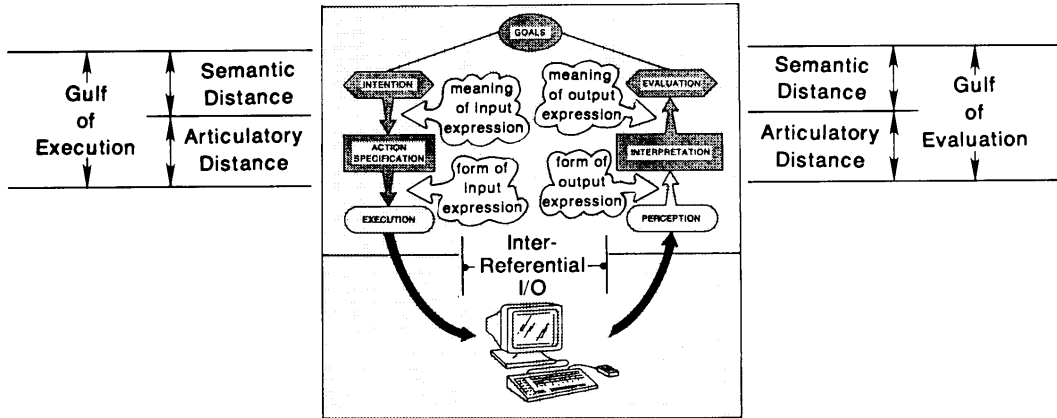 Gulf
of
Execution
Semantic
Distance
Articulatory
Distance
GOALS
INTENTION
meaning
of input
expression
ACTION
SPECIFICATION
form of
input
expression
EXECUTION
meaning
of output
expression
EVALUATION
INTERPRETATION
form of
output
expression
PERCEPTION
Inter-
Referential
I/O
Semantic
Distance
Articulatory
Distance
Gulf
of
Evaluation